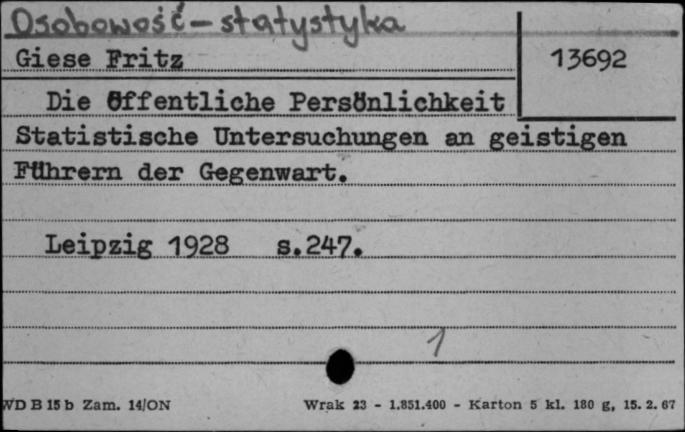 Osobowość – statystyka
Giese Fritz
13692
Die Öffentliche Persönlichkeit
Statistische Untersuchungen an geistigen
Führern der Gegenwart.
Leipzig 1928 s.247.
1
WD B 15 b Zam. 14/ON
Wrak 23 - 1.851.400 - Karton 5 kl. 180 g, 15. 2. 67